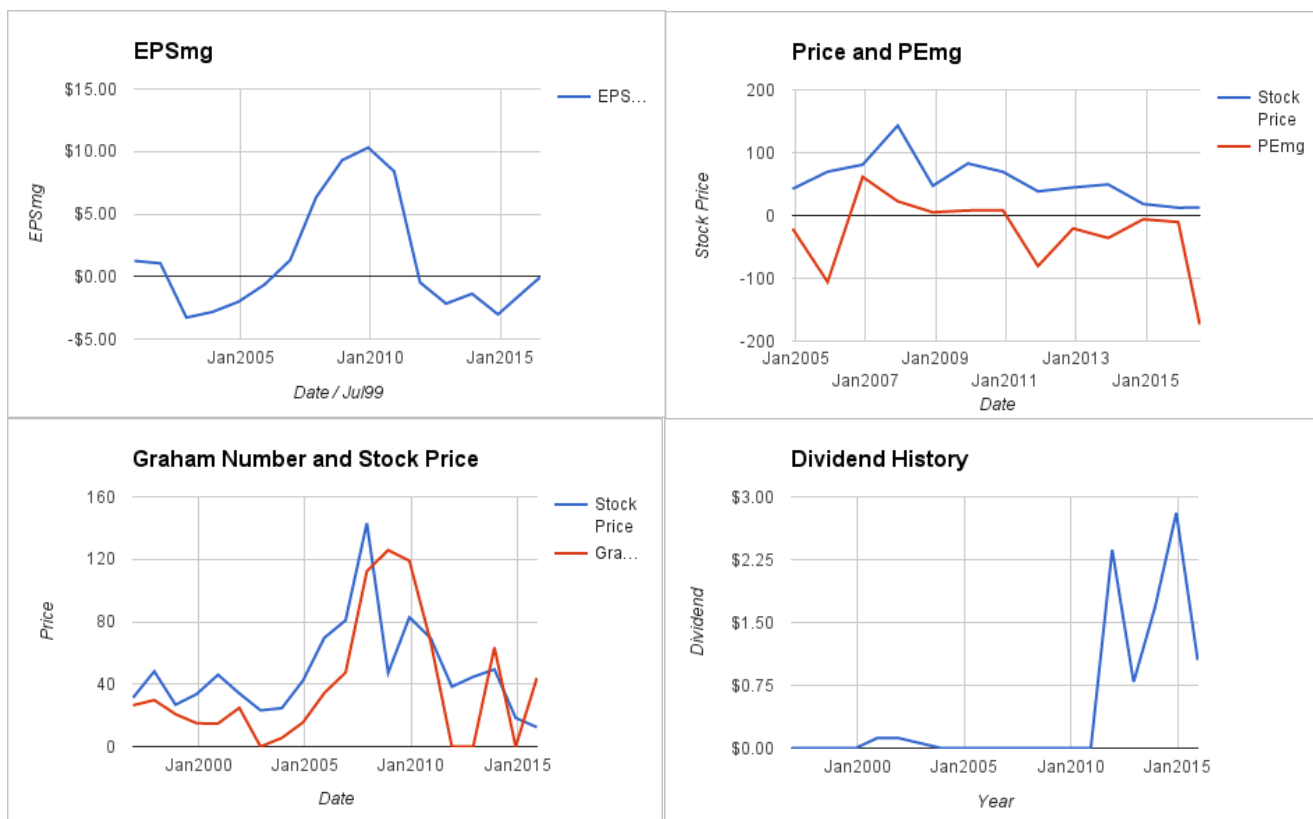 EPSmg
$15.00
$10.00
$5.00
$0.00
-$5.00
EPSmg
Jan2005
Jan2010
Jan2015
Date / Jul99
EPS...
Price and PEmg
200
100
0
-100
-200
Stock Price
Jan2005
Jan2007
Jan2009
Jan2011
Jan2013
Jan2015
Date
Stock
Price
PEmg
Graham Number and Stock Price
160
120
80
40
0
Price
Jan2000
Jan2005
Jan2010
Jan2015
Date
Stock
Price
Gra...
Dividend History
$3.00
$2.25
$1.50
$0.75
$0.00
Dividend
Jan2000
Jan2005
Jan2010
Jan2015
Year